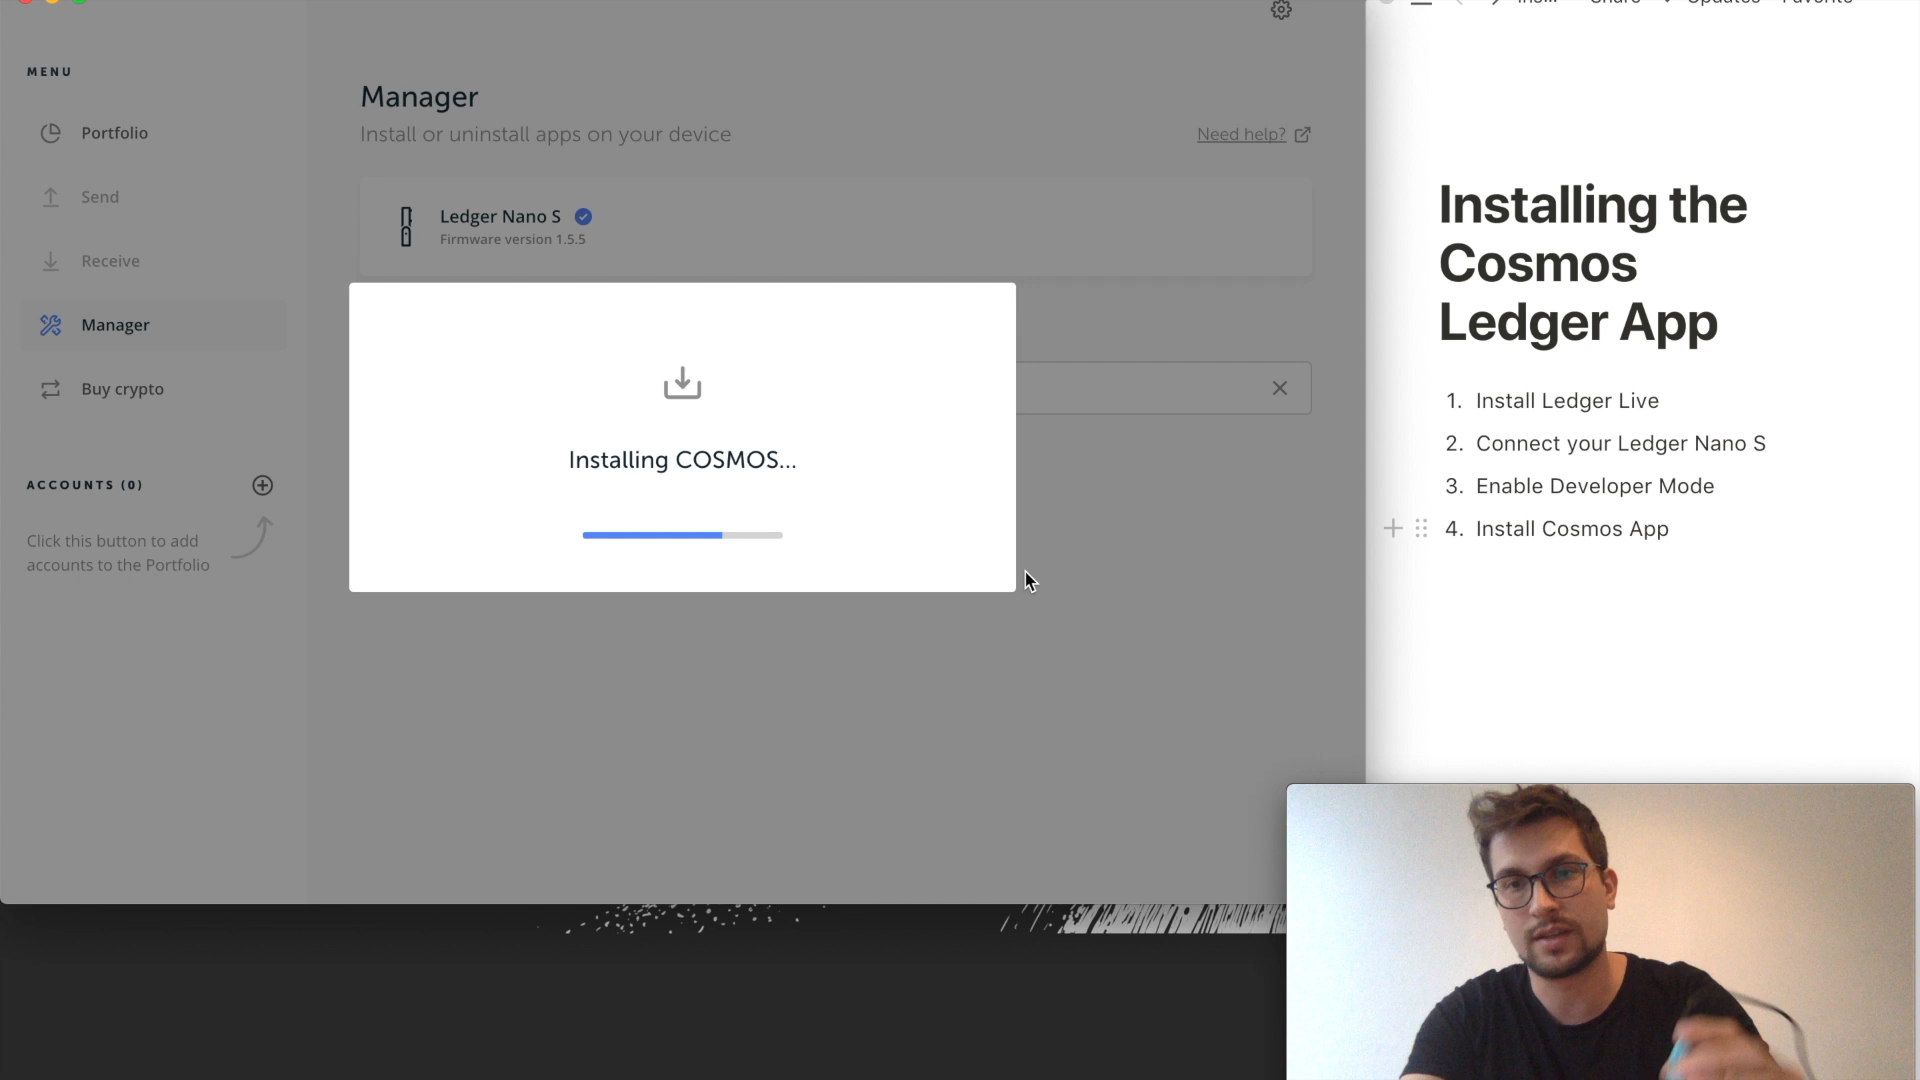 MENU
Portfolio
Send
Receive
Manager
Buy crypto
ACCOUNTS (0)
Click this button to add
accounts to the Portfolio
Manager
Install or uninstall apps on your device
Need help?
Ledger Nano S
Firmware version 1.5.5
Installing COSMOS...
Share
Updates
Favorite
Installing the
Cosmos
Ledger App
1. Install Ledger Live
2. Connect your Ledger Nano S
3. Enable Developer Mode
4. Install Cosmos App